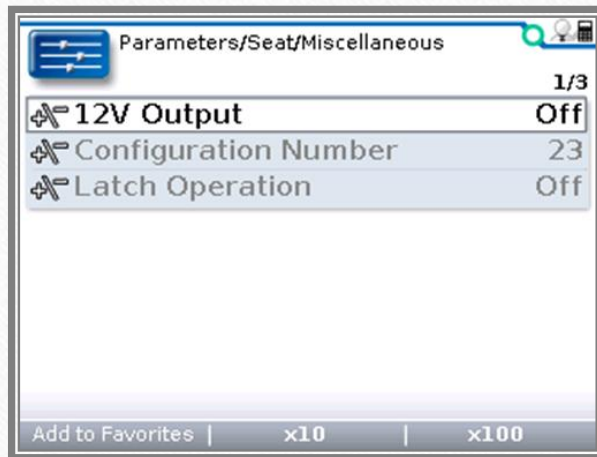 Parameters/Seat/Miscellaneous
1/3
12V Output Off
Configuration Number 23
Latch Operation Off
Add to Favorites | x10 | x100